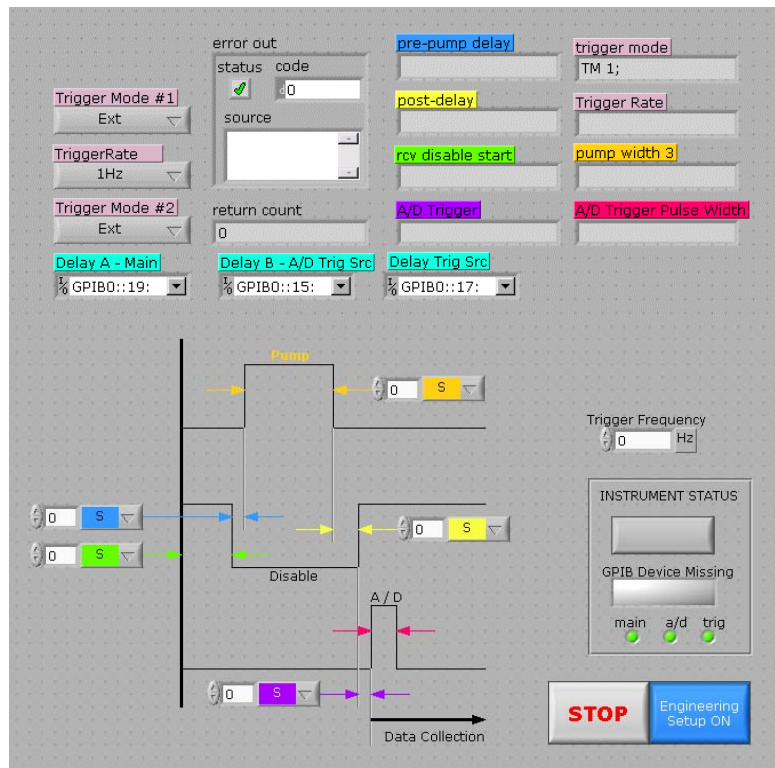 error out
pre-pump delay
trigger mode
status code
TM 1;
0
Trigger Mode #1
post-delay
Trigger Rate
Ext
source
TriggerRate
rcv disable start
pump width 3
1Hz
Trigger Mode #2
return count
A/D Trigger
A/D Trigger Pulse Width
Ext
0
Delay A - Main
Delay B - A/D Trig Src
Delay Trig Src
GPIB0::19:
GPIB0::15:
GPIB0::17:
Pump
0 S
Trigger Frequency
0 Hz
INSTRUMENT STATUS
0 S
0 S
0 S
Disable
GPIB Device Missing
A / D
main a/d trig
0 S
STOP
Engineering
Setup ON
Data Collection